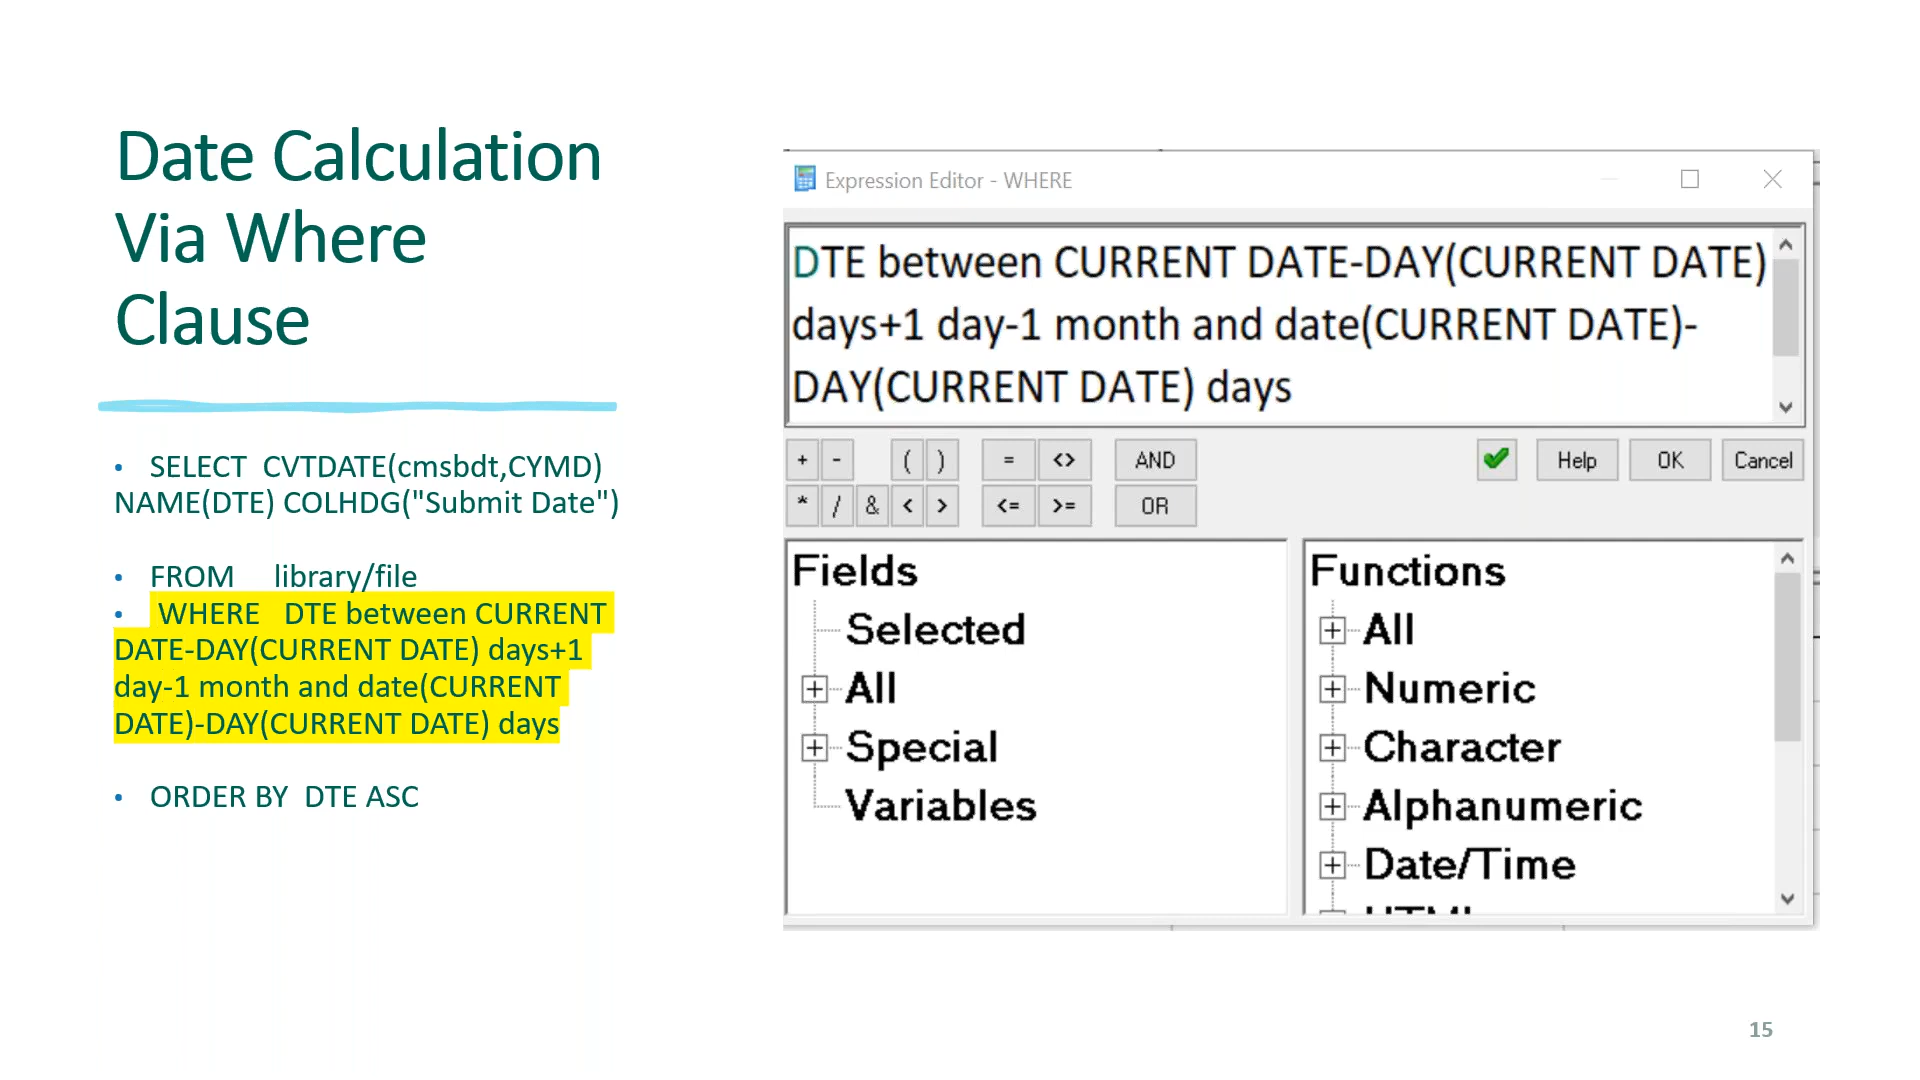 Date Calculation
Via Where
Clause
• SELECT CVTDATE(cmsbdt,CYMD)
NAME(DTE) COLHDG("Submit Date")
• FROM library/file
• WHERE DTE between CURRENT
DATE-DAY(CURRENT DATE) days+1
day-1 month and date(CURRENT
DATE)-DAY(CURRENT DATE) days
• ORDER BY DTE ASC
Expression Editor - WHERE
DTE between CURRENT DATE-DAY(CURRENT DATE)
days+1 day-1 month and date(CURRENT DATE)-
DAY(CURRENT DATE) days
+ - ( ) = <> AND Help OK Cancel
* / & < > <= >= OR
Fields
Selected
All
Special
Variables
Functions
All
Numeric
Character
Alphanumeric
Date/Time
HTML
15